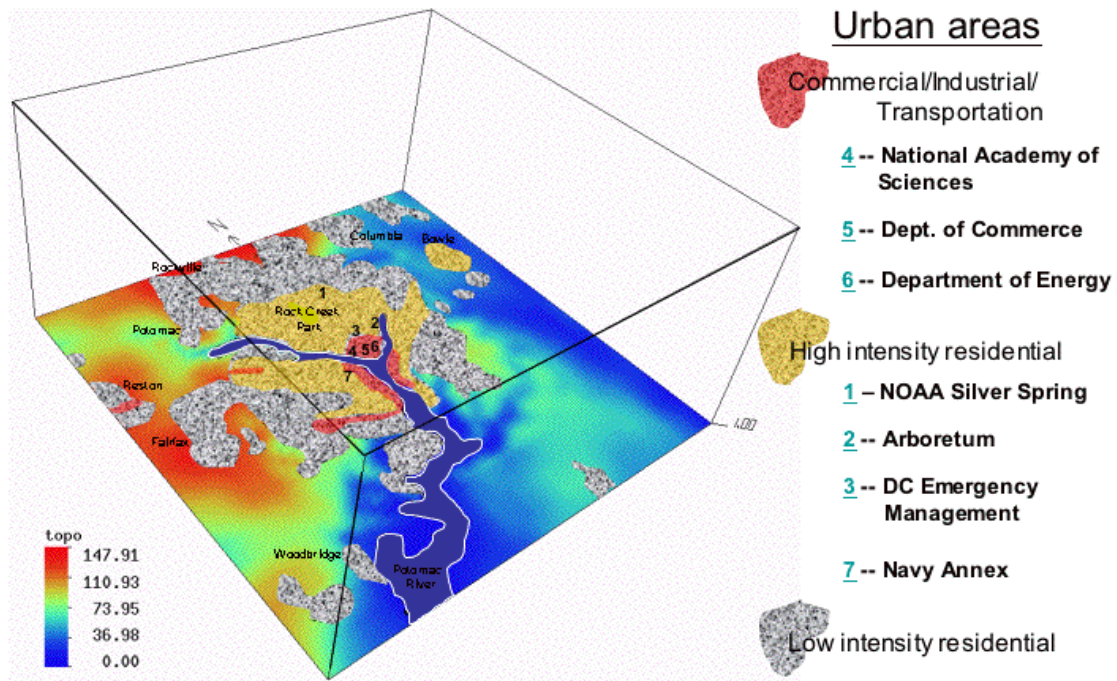 Urban areas
Commercial/Industrial/
Transportation
4 -- National Academy of
Sciences
5 -- Dept. of Commerce
6 -- Department of Energy
High intensity residential
1 – NOAA Silver Spring
2 -- Arboretum
3 -- DC Emergency
Management
7 -- Navy Annex
Low intensity residential
N
Columbia
Bowie
Rockville
1
Rock Creek
Park
2
3
4 5 6
7
Potomac
Reston
Fairfax
1.00
Woodbridge
Potomac
River
topo
147.91
110.93
73.95
36.98
0.00